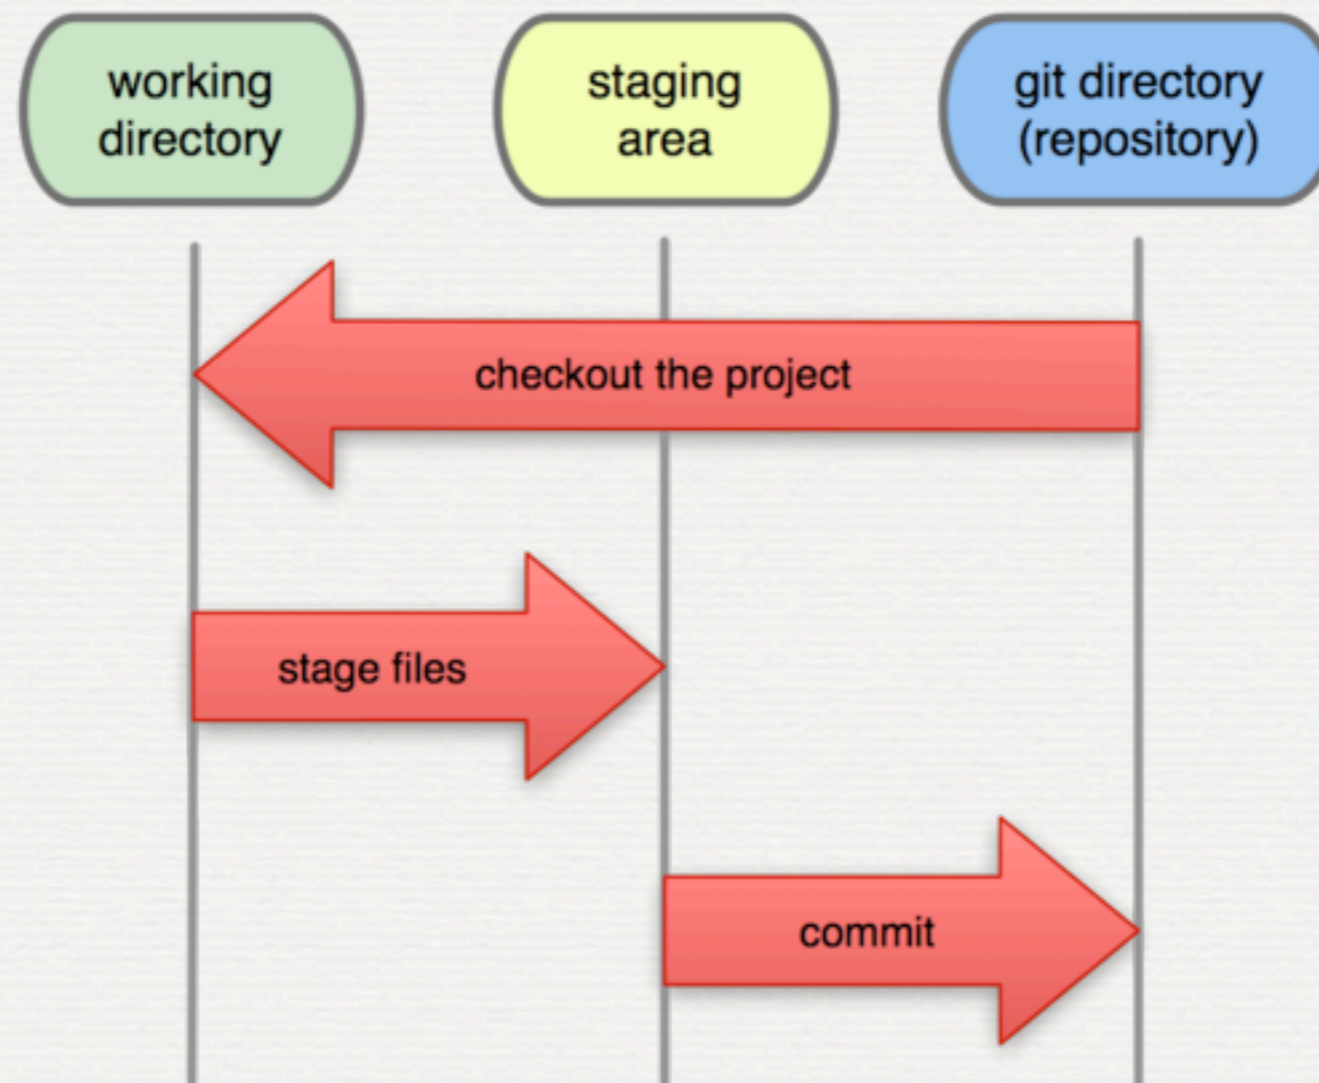 working
directory
staging
area
git directory
(repository)
checkout the project
stage files
commit